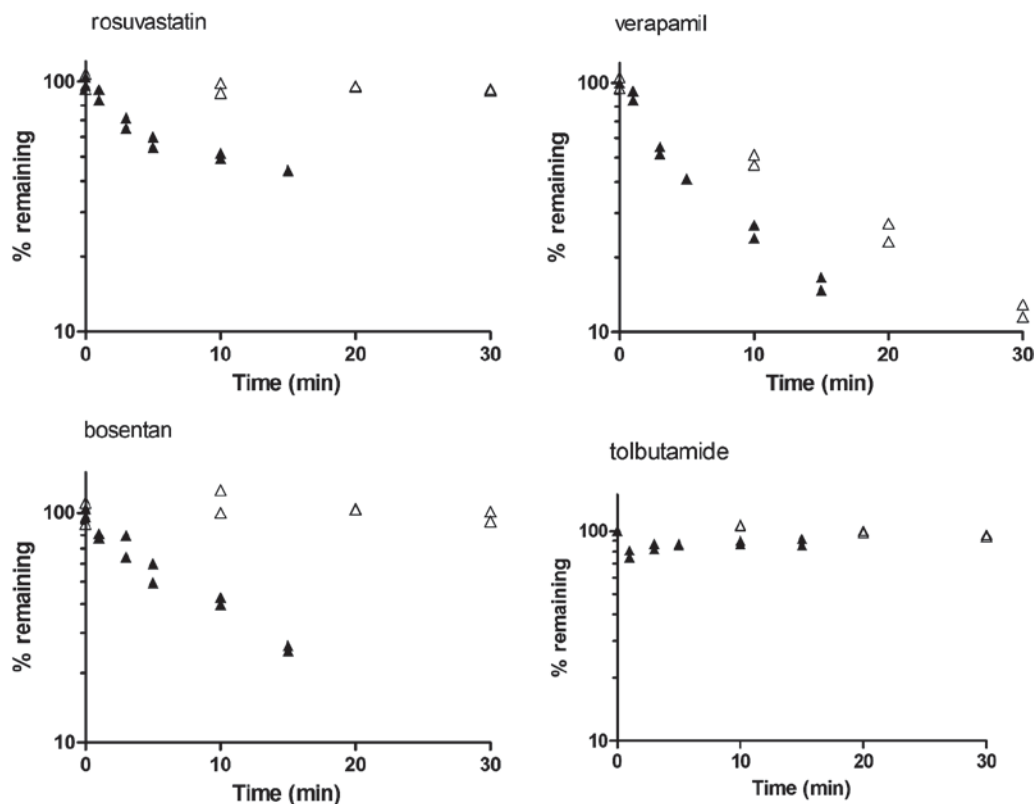 rosuvastatin
100
10
% remaining
0 10 20 30
Time (min)
verapamil
100
10
% remaining
0 10 20 30
Time (min)
bosentan
100
10
% remaining
0 10 20 30
Time (min)
tolbutamide
100
10
% remaining
0 10 20 30
Time (min)